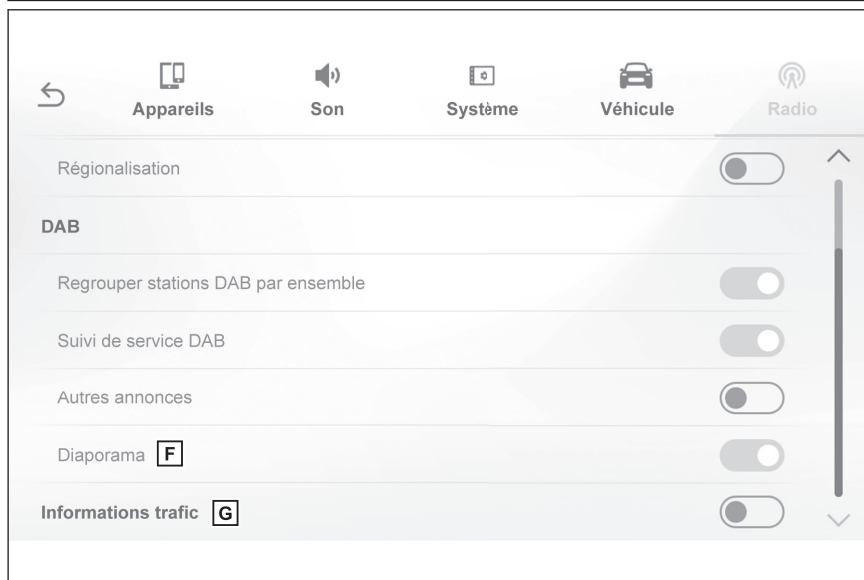 Appareils Son Système Véhicule Radio
Régionalisation
DAB
Regrouper stations DAB par ensemble
Suivi de service DAB
Autres annonces
Diaporama F
Informations trafic G